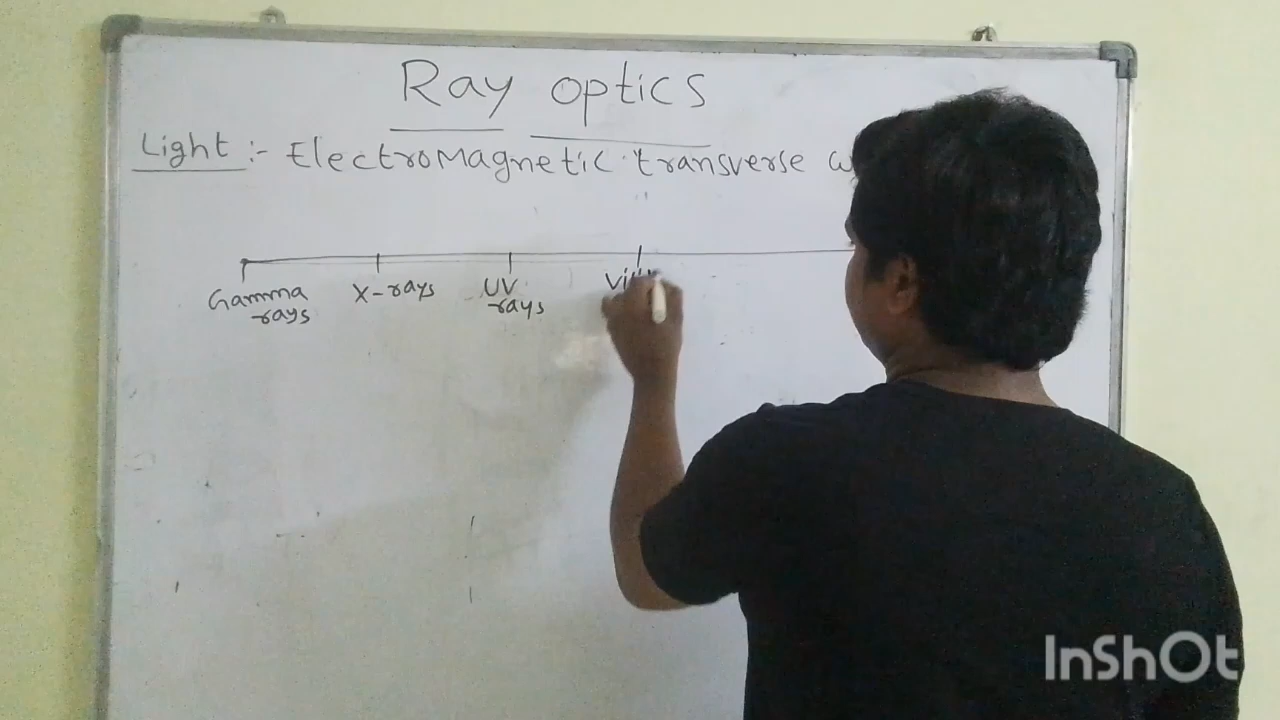 Ray optics
Light :- Electromagnetic transverse
Gamma rays
X-rays
UV rays
InShOt